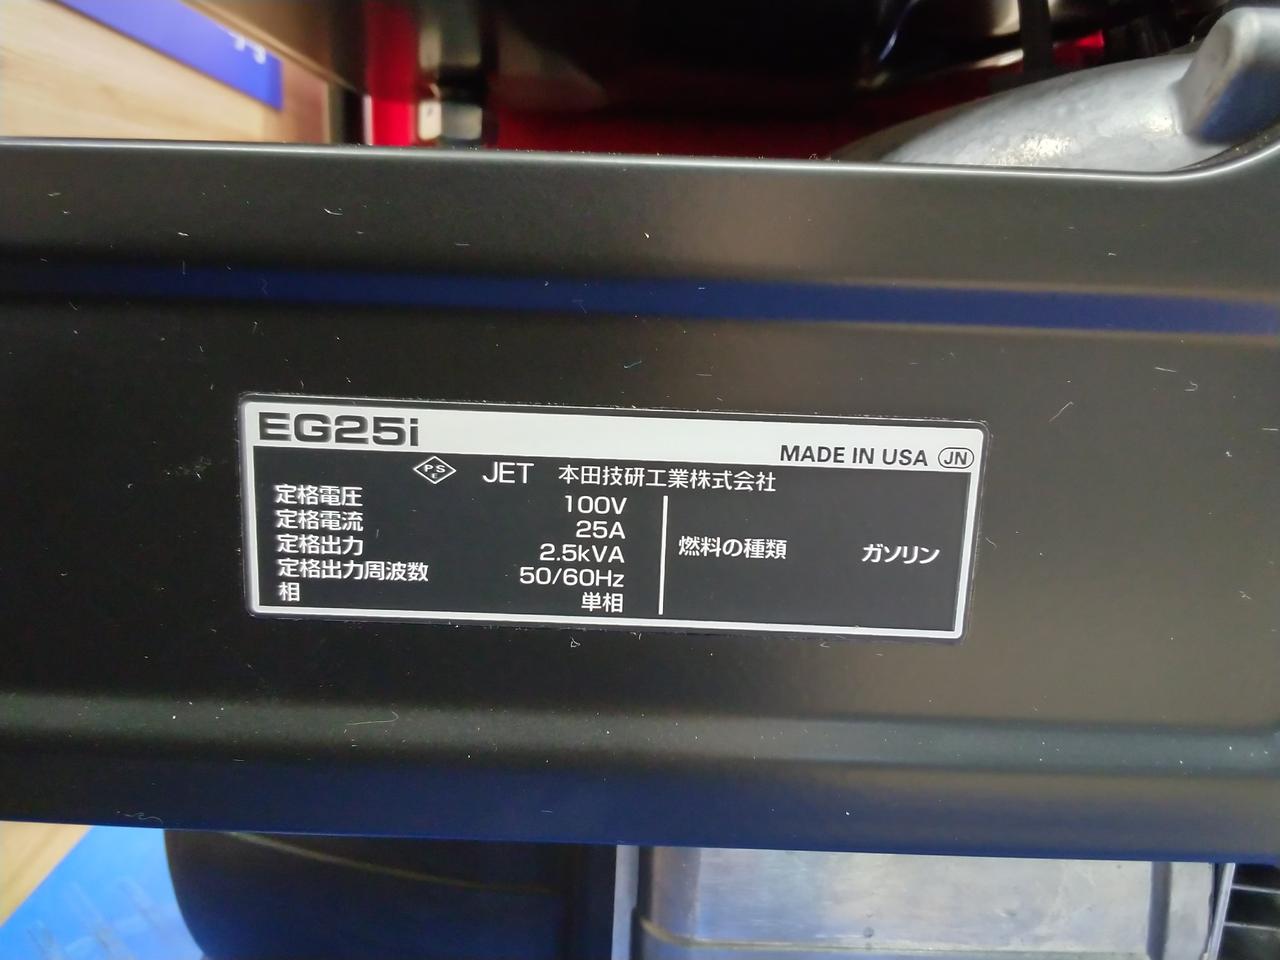 EG25i
MADE IN USA JN
PSE JET 本田技研工業株式会社
定格電圧 100V
定格電流 25A
定格出力 2.5kVA
定格出力周波数 50/60Hz
相 単相
燃料の種類 ガソリン